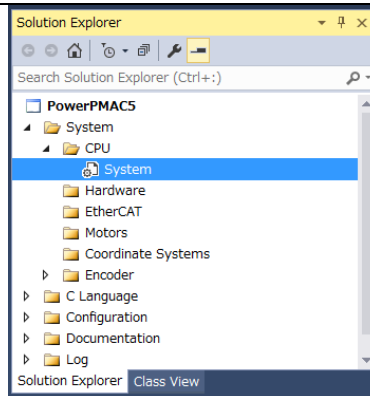 Solution Explorer
Search Solution Explorer (Ctrl+:)
PowerPMAC5
System
CPU
System
Hardware
EtherCAT
Motors
Coordinate Systems
Encoder
C Language
Configuration
Documentation
Log
Solution Explorer Class View